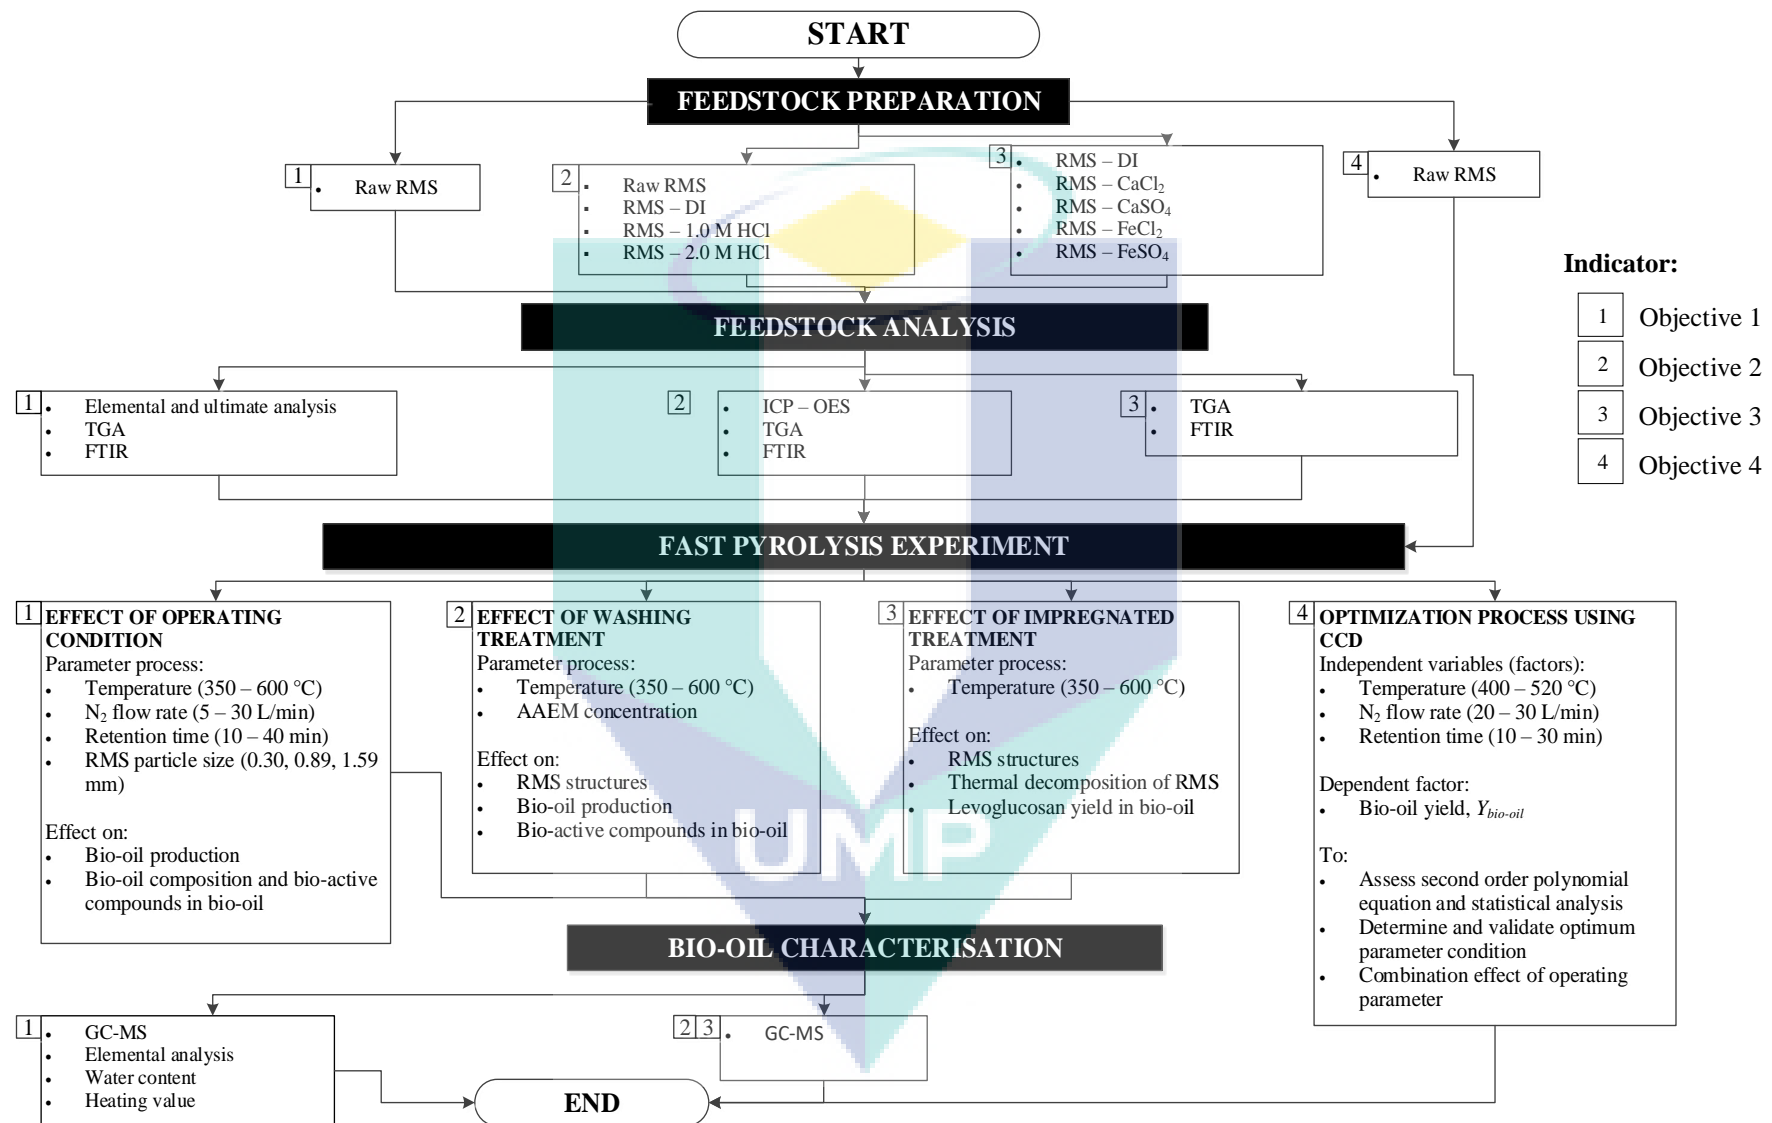 START
FEEDSTOCK PREPARATION
1
• Raw RMS
2
▪ Raw RMS
▪ RMS – DI
▪ RMS – 1.0 M HCl
▪ RMS – 2.0 M HCl
3
• RMS – DI
• RMS – CaCl₂
• RMS – CaSO₄
• RMS – FeCl₂
• RMS – FeSO₄
4
• Raw RMS
Indicator:
1 Objective 1
2 Objective 2
3 Objective 3
4 Objective 4
FEEDSTOCK ANALYSIS
1
• Elemental and ultimate analysis
• TGA
• FTIR
2
• ICP – OES
• TGA
• FTIR
3
• TGA
• FTIR
FAST PYROLYSIS EXPERIMENT
1
EFFECT OF OPERATING
CONDITION
Parameter process:
• Temperature (350 – 600 °C)
• N₂ flow rate (5 – 30 L/min)
• Retention time (10 – 40 min)
• RMS particle size (0.30, 0.89, 1.59
mm)
Effect on:
• Bio-oil production
• Bio-oil composition and bio-active
compounds in bio-oil
2
EFFECT OF WASHING
TREATMENT
Parameter process:
• Temperature (350 – 600 °C)
• AAEM concentration
Effect on:
• RMS structures
• Bio-oil production
• Bio-active compounds in bio-oil
3
EFFECT OF IMPREGNATED
TREATMENT
Parameter process:
• Temperature (350 – 600 °C)
Effect on:
• RMS structures
• Thermal decomposition of RMS
• Levoglucosan yield in bio-oil
4
OPTIMIZATION PROCESS USING
CCD
Independent variables (factors):
• Temperature (400 – 520 °C)
• N₂ flow rate (20 – 30 L/min)
• Retention time (10 – 30 min)
Dependent factor:
• Bio-oil yield, Y bio-oil
To:
• Assess second order polynomial
equation and statistical analysis
• Determine and validate optimum
parameter condition
• Combination effect of operating
parameter
UMP
BIO-OIL CHARACTERISATION
1
• GC-MS
• Elemental analysis
• Water content
• Heating value
2 3
• GC-MS
END